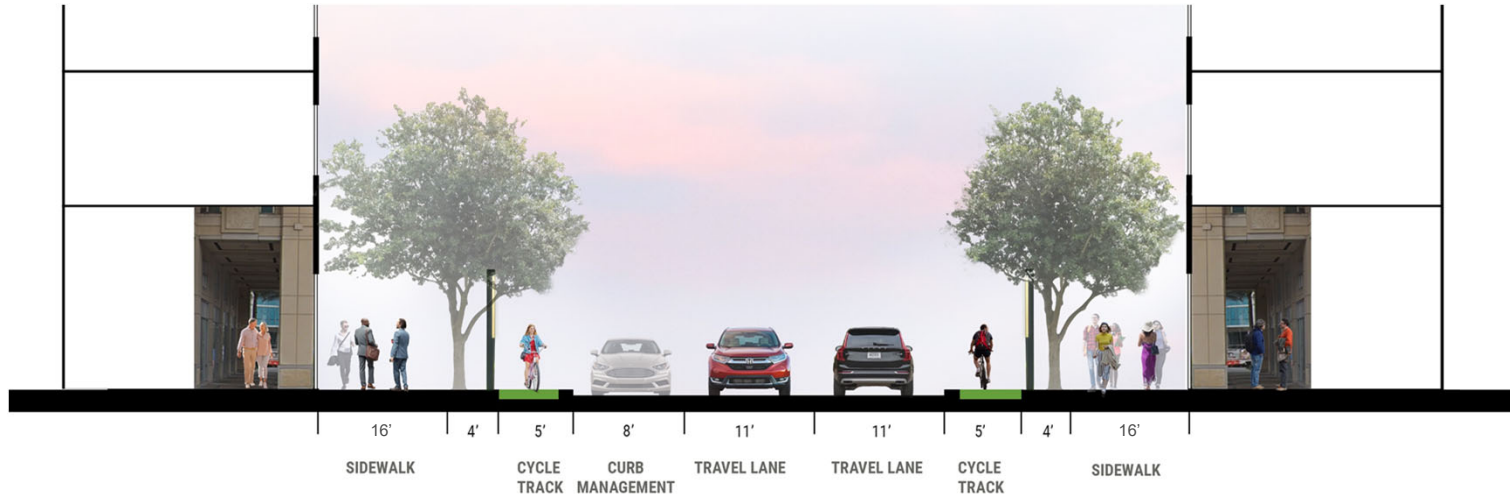 16’ 4’ 5’ 8’ 11’ 11’ 5’ 4’ 16’
SIDEWALK CYCLE CURB TRAVEL LANE TRAVEL LANE CYCLE SIDEWALK
TRACK MANAGEMENT TRACK